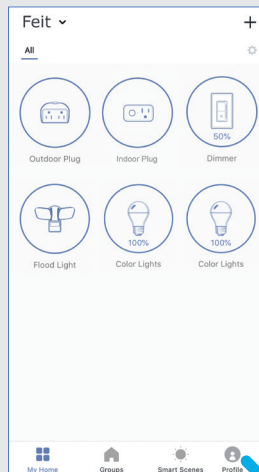 Feit
All
50%
Outdoor Plug Indoor Plug Dimmer
100% 100%
Flood Light Color Lights Color Lights
My Home Groups Smart Scenes Profile